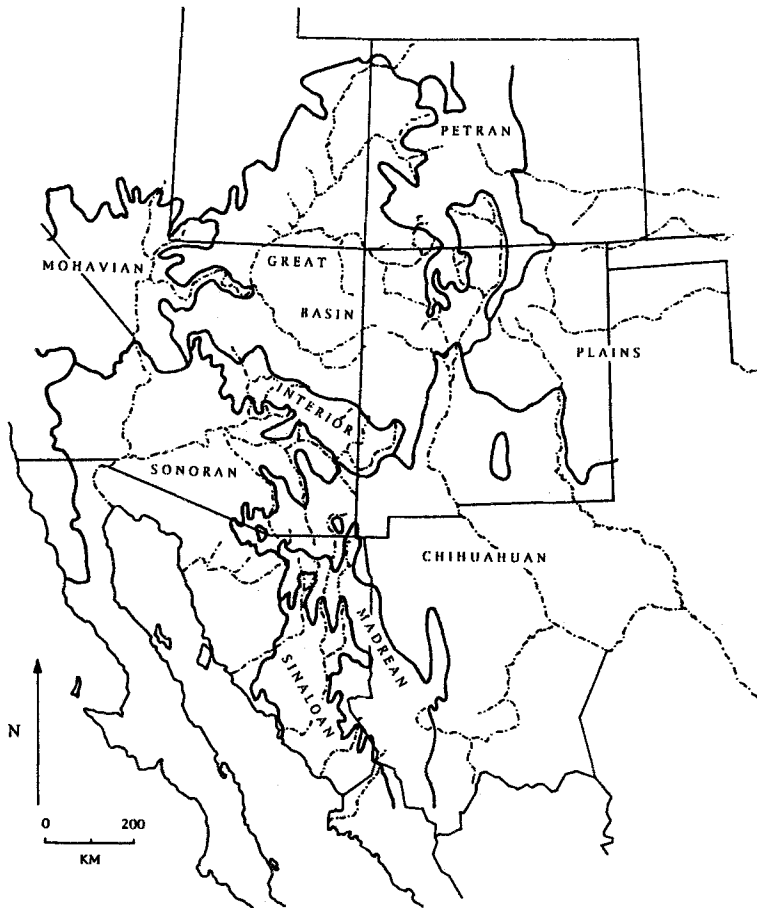 PETRAN
MOHAVIAN
GREAT
BASIN
PLAINS
INTERIOR
SONORAN
CHIHUAHUAN
MADREAN
SINALOAN
N
0 200
KM